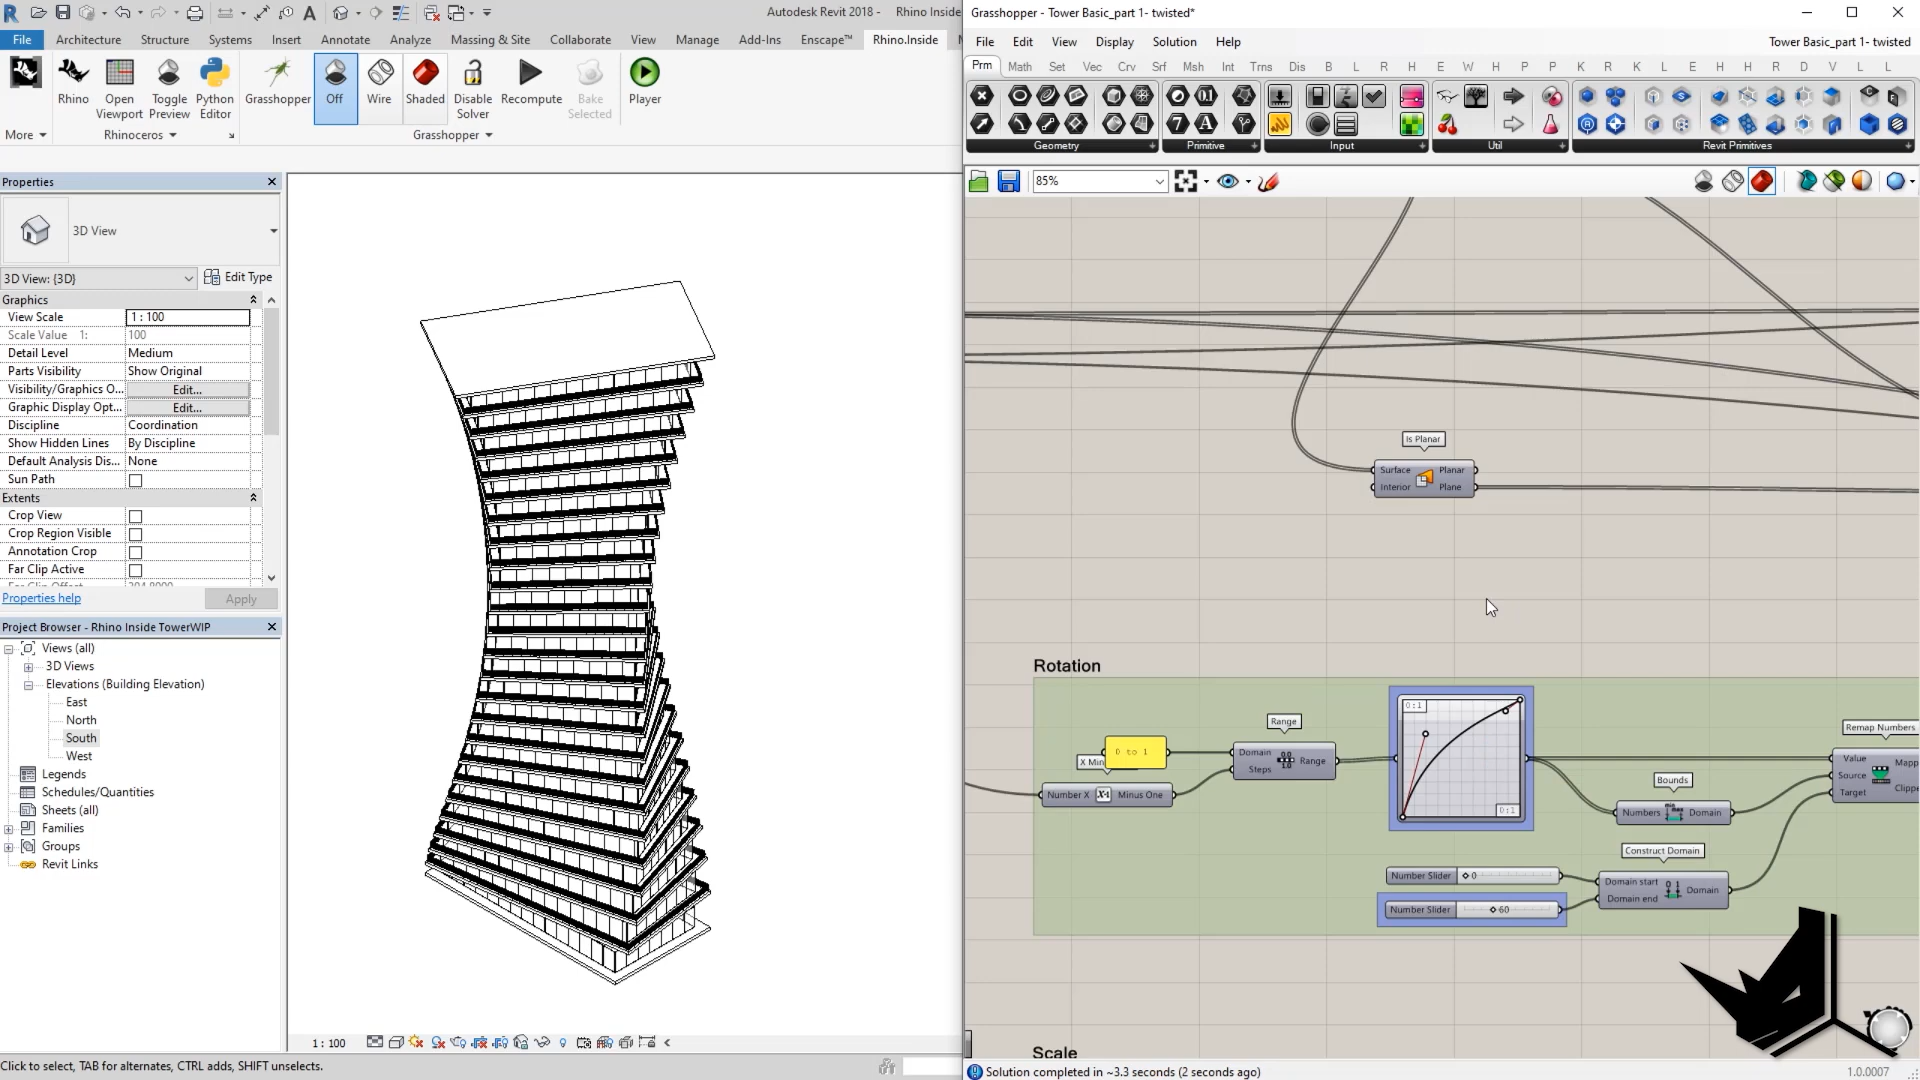 Autodesk Revit 2018 - Rhino Inside
File Architecture Structure Systems Insert Annotate Analyze Massing & Site Collaborate View Manage Add-Ins Enscape™ Rhino.Inside
Rhino
Open Viewport
Toggle Preview
Python Editor
Grasshopper
Off
Wire
Shaded
Disable Solver
Recompute
Bake Selected
Player
More
Rhinoceros
Grasshopper
Properties
3D View
3D View: {3D}
Edit Type
Graphics
View Scale 1 : 100
Scale Value 1: 100
Detail Level Medium
Parts Visibility Show Original
Visibility/Graphics O... Edit...
Graphic Display Opt... Edit...
Discipline Coordination
Show Hidden Lines By Discipline
Default Analysis Dis... None
Sun Path
Extents
Crop View
Crop Region Visible
Annotation Crop
Far Clip Active
Properties help
Apply
Project Browser - Rhino Inside TowerWIP
Views (all)
3D Views
Elevations (Building Elevation)
East
North
South
West
Legends
Schedules/Quantities
Sheets (all)
Families
Groups
Revit Links
1 : 100
Click to select, TAB for alternates, CTRL adds, SHIFT unselects.
Grasshopper - Tower Basic_part 1- twisted*
File Edit View Display Solution Help
Tower Basic_part 1- twisted
Prm Math Set Vec Crv Srf Msh Int Trns Dis B L R H E W H P P K R K L E H H R D V L L
Geometry
Primitive
Input
Util
Revit Primitives
85%
Is Planar
Surface Planar
Interior Plane
Rotation
Range
0 to 1
X Min
Domain
Steps
Range
Number X Minus One
0:1
0:1
Remap Numbers
Value
Source
Target
Mapp
Clippe
Bounds
Numbers Domain
Construct Domain
Domain start
Domain end
Domain
Number Slider 0
Number Slider 60
Scale
Solution completed in ~3.3 seconds (2 seconds ago)
1.0.0007